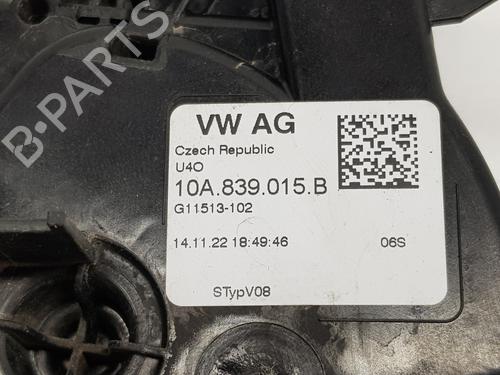 B-PARTS
VW AG
Czech Republic
U4O
10A.839.015.B
G11513-102
14.11.22 18:49:46 06S
STypV08